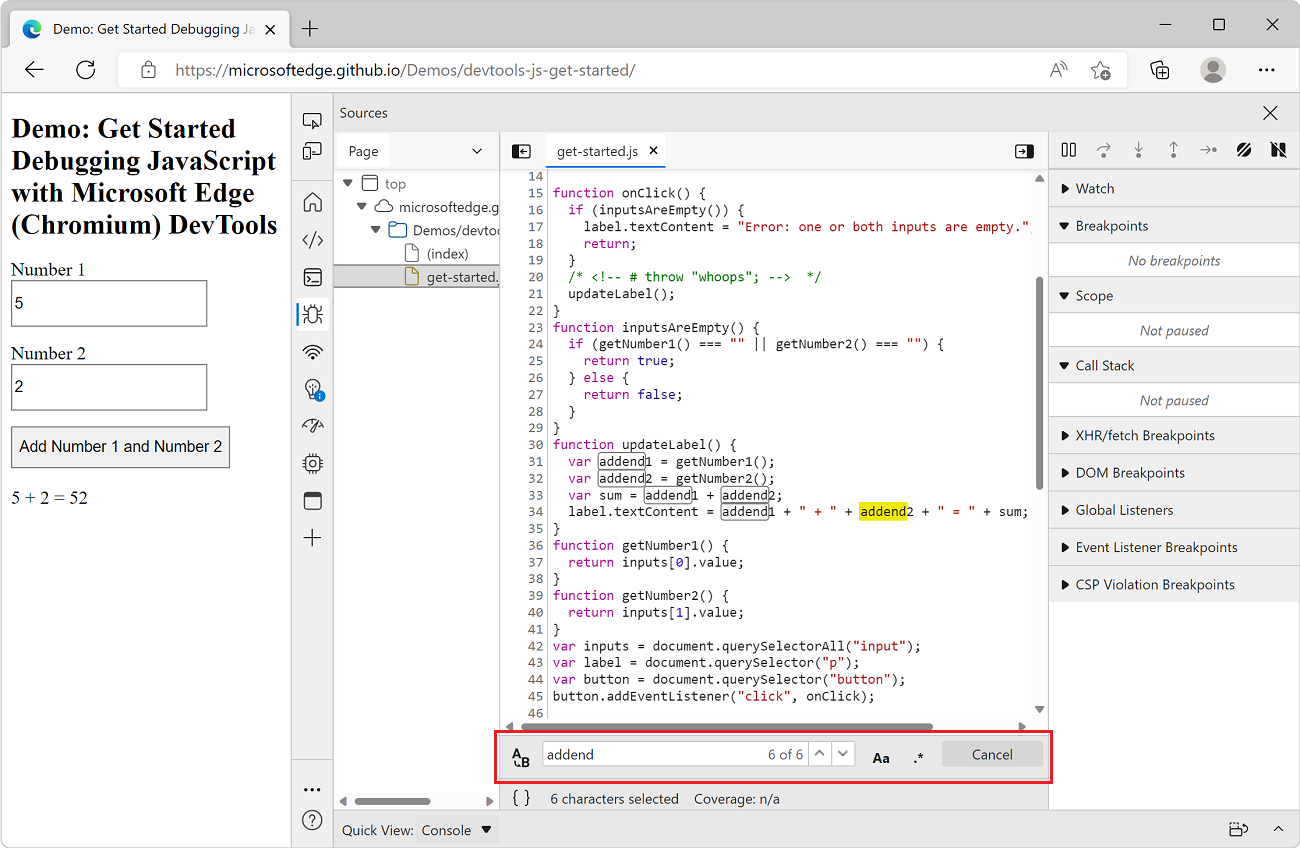 Demo: Get Started Debugging Ja
https://microsoftedge.github.io/Demos/devtools-js-get-started/
Demo: Get Started
Debugging JavaScript
with Microsoft Edge
(Chromium) DevTools
Number 1
5
Number 2
2
Add Number 1 and Number 2
5 + 2 = 52
Sources
Page
top
microsoftedge.g
Demos/devtoo
(index)
get-started.
get-started.js
14
15 function onClick() {
16   if (inputsAreEmpty()) {
17     label.textContent = "Error: one or both inputs are empty."
18     return;
19   }
20   /* <!-- # throw "whoops"; -->  */
21   updateLabel();
22 }
23 function inputsAreEmpty() {
24   if (getNumber1() === "" || getNumber2() === "") {
25     return true;
26   } else {
27     return false;
28   }
29 }
30 function updateLabel() {
31   var addend1 = getNumber1();
32   var addend2 = getNumber2();
33   var sum = addend1 + addend2;
34   label.textContent = addend1 + " + " + addend2 + " = " + sum;
35 }
36 function getNumber1() {
37   return inputs[0].value;
38 }
39 function getNumber2() {
40   return inputs[1].value;
41 }
42 var inputs = document.querySelectorAll("input");
43 var label = document.querySelector("p");
44 var button = document.querySelector("button");
45 button.addEventListener("click", onClick);
46
addend 6 of 6 Aa .* Cancel
{ } 6 characters selected Coverage: n/a
Watch
Breakpoints
No breakpoints
Scope
Not paused
Call Stack
Not paused
XHR/fetch Breakpoints
DOM Breakpoints
Global Listeners
Event Listener Breakpoints
CSP Violation Breakpoints
Quick View: Console